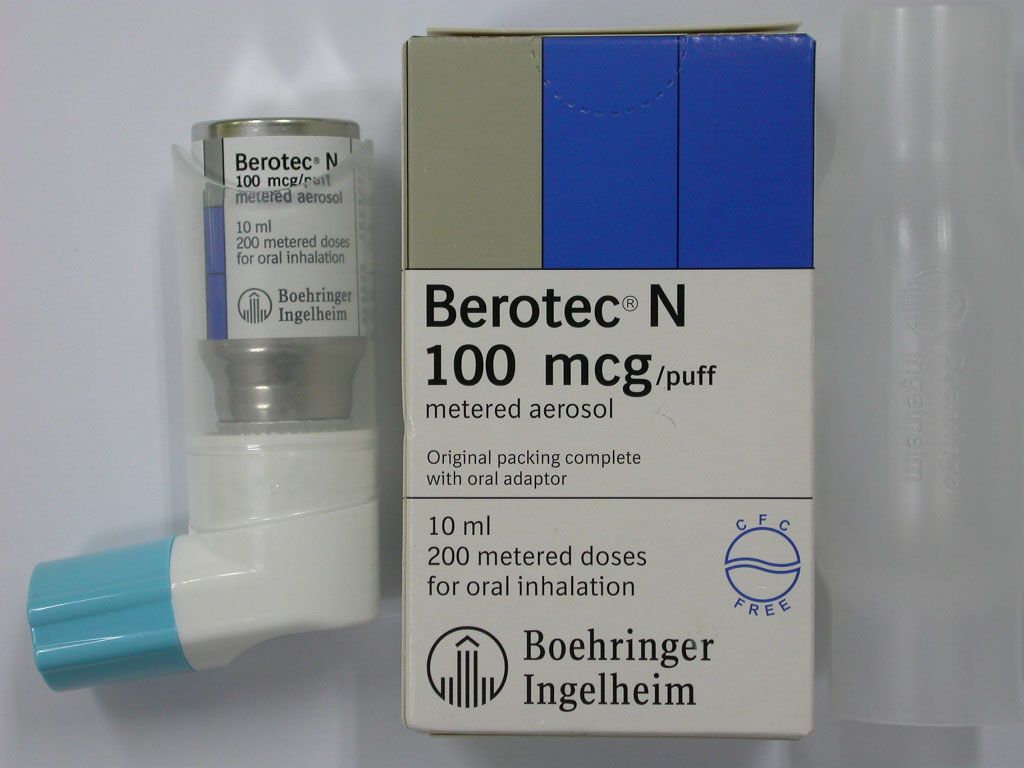 Berotec® N
100 mcg/puff
metered aerosol
10 ml
200 metered doses
for oral inhalation
Boehringer
Ingelheim
Berotec® N
100 mcg/puff
metered aerosol
Original packing complete
with oral adaptor
10 ml
200 metered doses
for oral inhalation
CFC
FREE
Boehringer
Ingelheim
Boehringer
Ingelheim